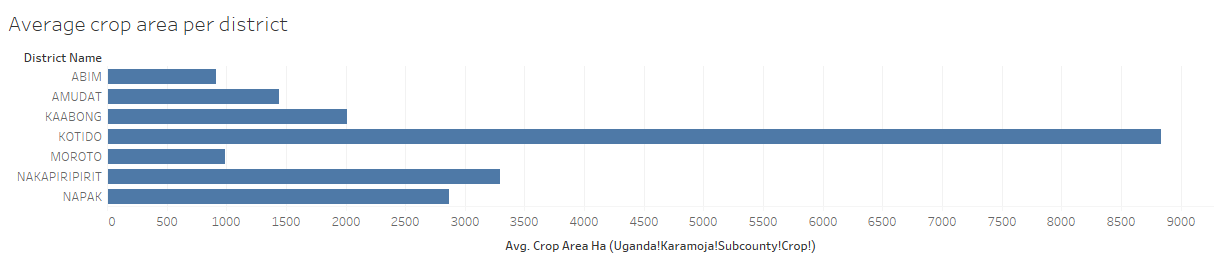 Average crop area per district
District Name
ABIM
AMUDAT
KAABONG
KOTIDO
MOROTO
NAKAPIRIPIRIT
NAPAK
0 500 1000 1500 2000 2500 3000 3500 4000 4500 5000 5500 6000 6500 7000 7500 8000 8500 9000
Avg. Crop Area Ha (Uganda!Karamoja!Subcounty!Crop!)